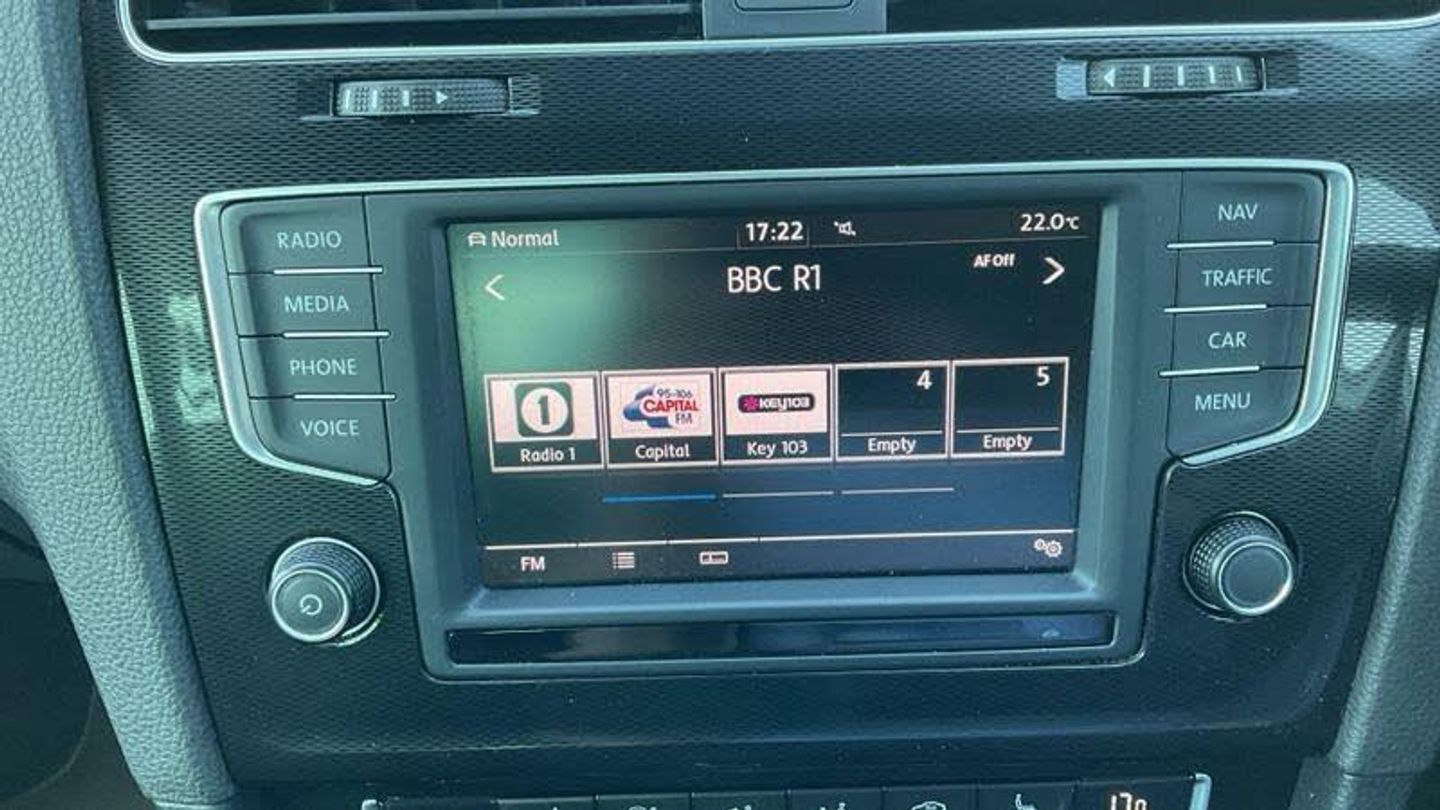 RADIO
MEDIA
PHONE
VOICE
Normal 17:22 22.0°C
BBC R1 AF Off
1 95-106 CAPITAL FM KEY103 4 5
Radio 1 Capital Key 103 Empty Empty
FM
NAV
TRAFFIC
CAR
MENU